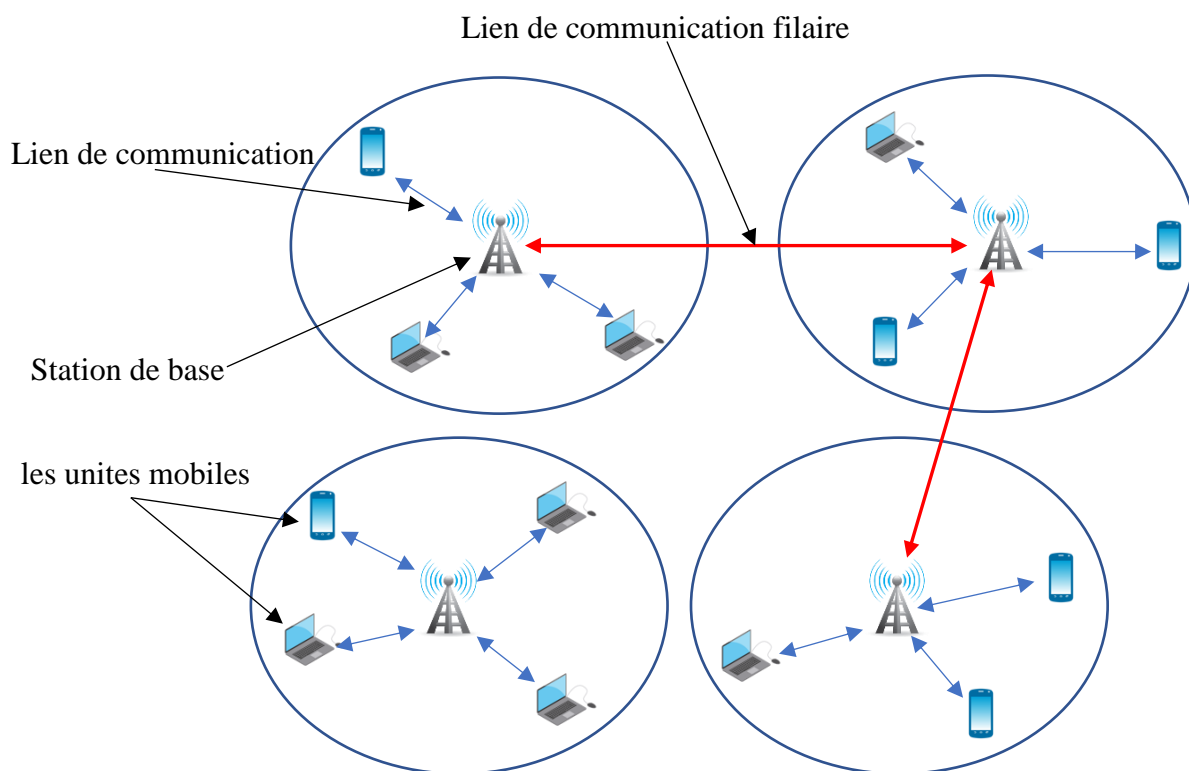 Lien de communication filaire
Lien de communication
Station de base
les unites mobiles